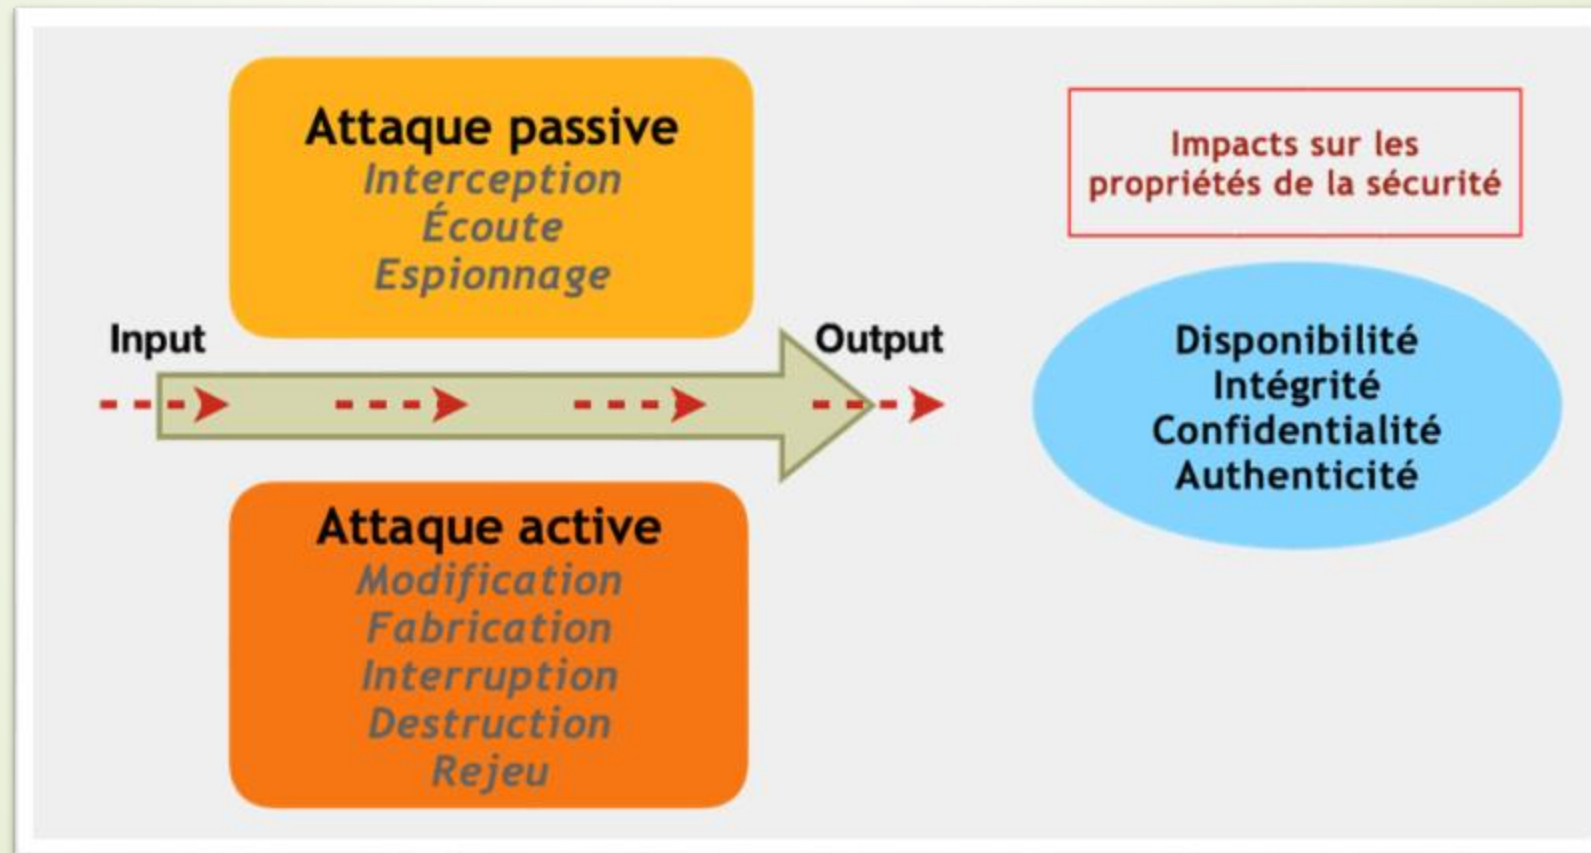 Attaque passive
Interception
Écoute
Espionnage
Input
Output
Attaque active
Modification
Fabrication
Interruption
Destruction
Rejeu
Impacts sur les
propriétés de la sécurité
Disponibilité
Intégrité
Confidentialité
Authenticité